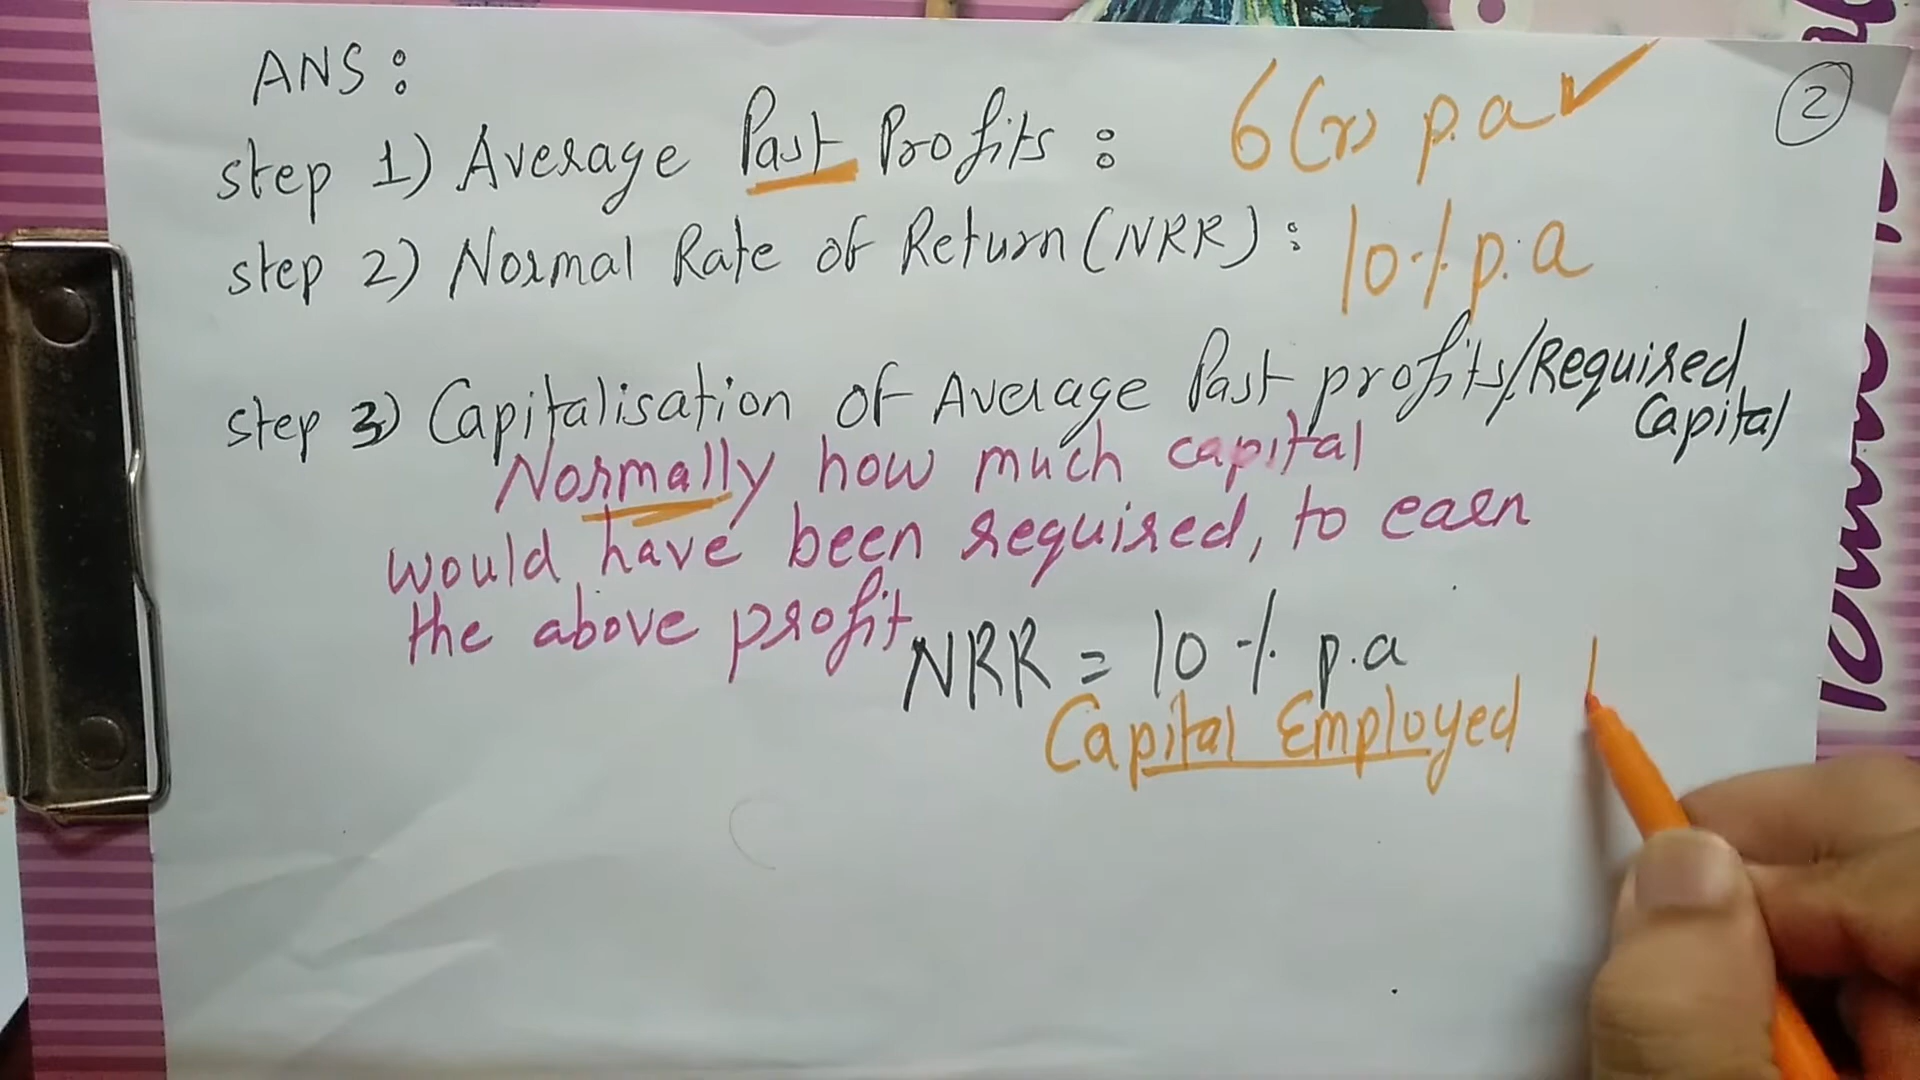 ANS:
2
step 1) Average Past Profits : 6 (r) p.a ✓
step 2) Normal Rate of Return (NRR) : 10 % p.a
step 3) Capitalisation of Average Past profits/Required Capital
Normally how much capital
would have been required, to earn
the above profit
NRR = 10 % p.a
Capital Employed